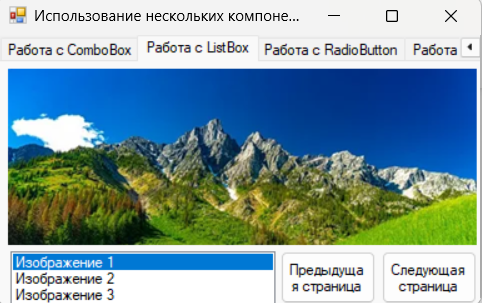 Использование нескольких компоне...
Работа с ComboBox
Работа с ListBox
Работа с RadioButton
Работа
Изображение 1
Изображение 2
Изображение 3
Предыдуща
я страница
Следующая
страница